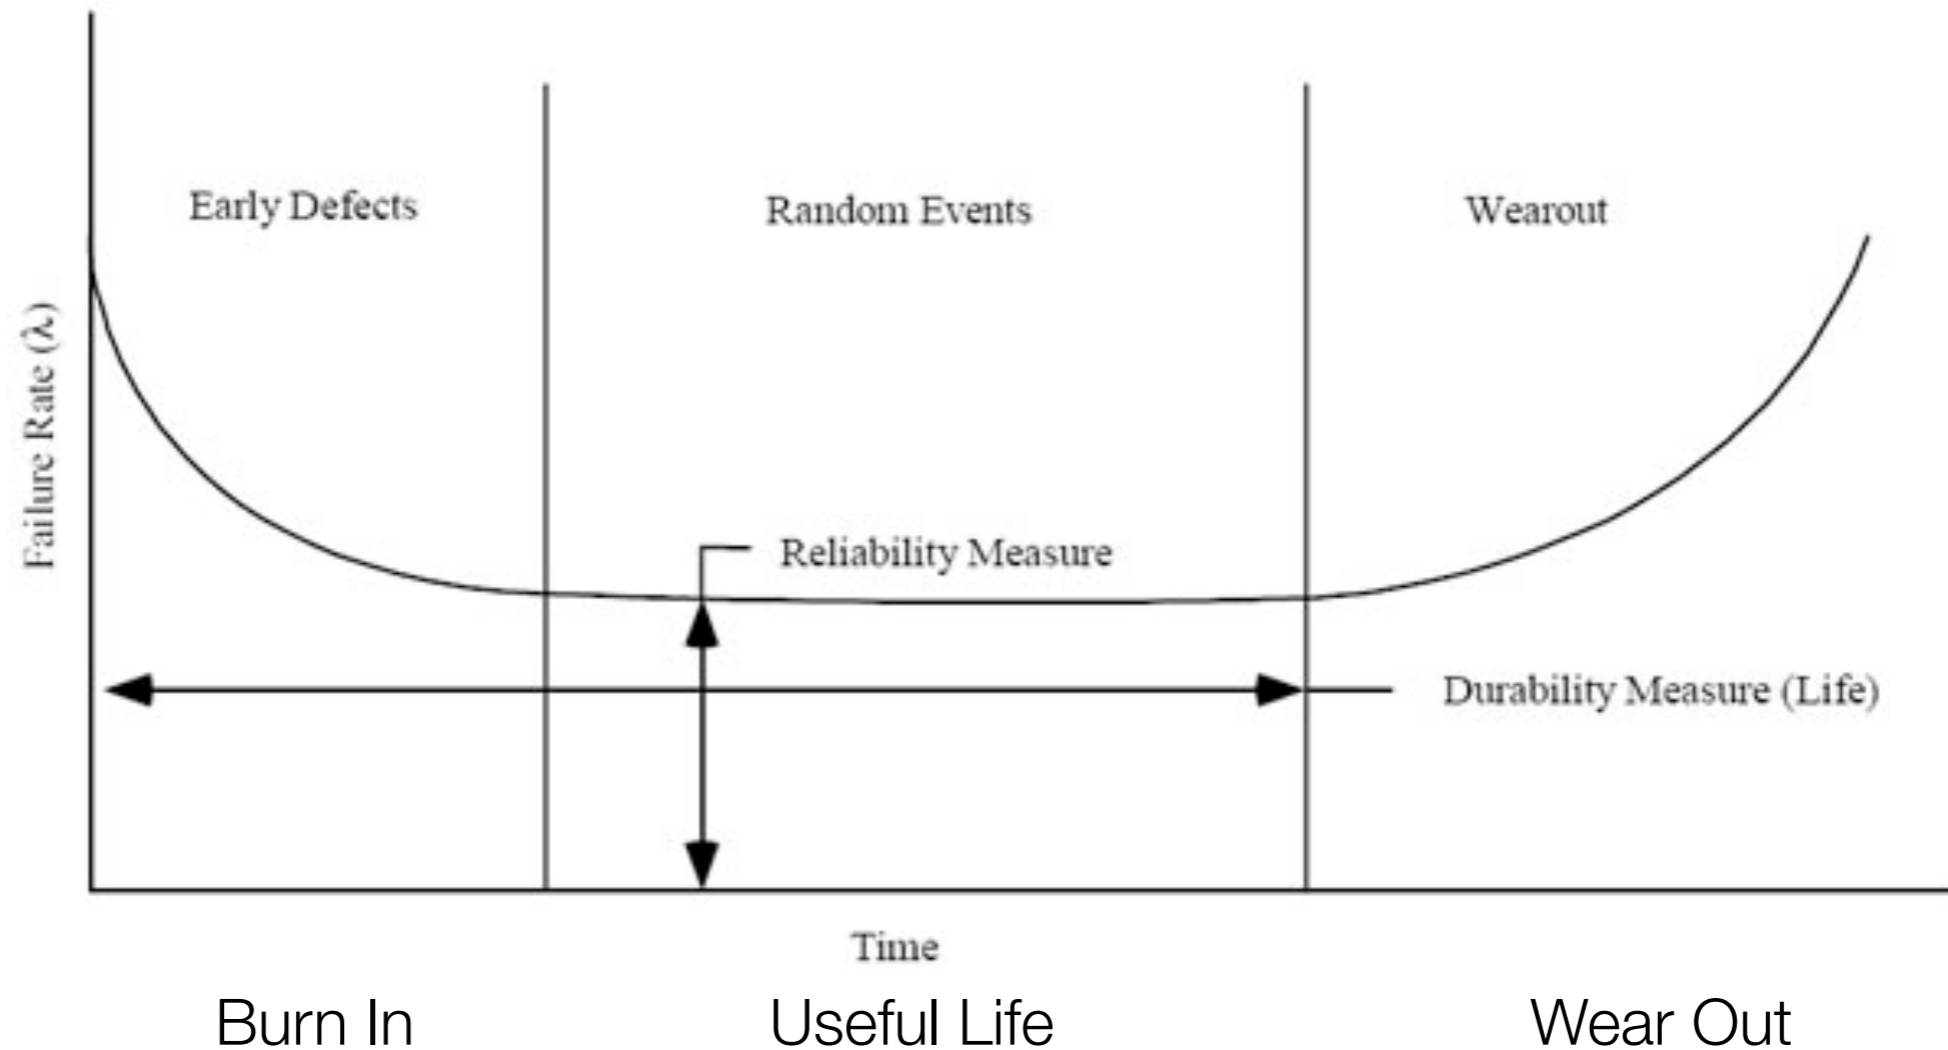 Early Defects
Random Events
Wearout
Failure Rate (λ)
Reliability Measure
Durability Measure (Life)
Time
Burn In
Useful Life
Wear Out